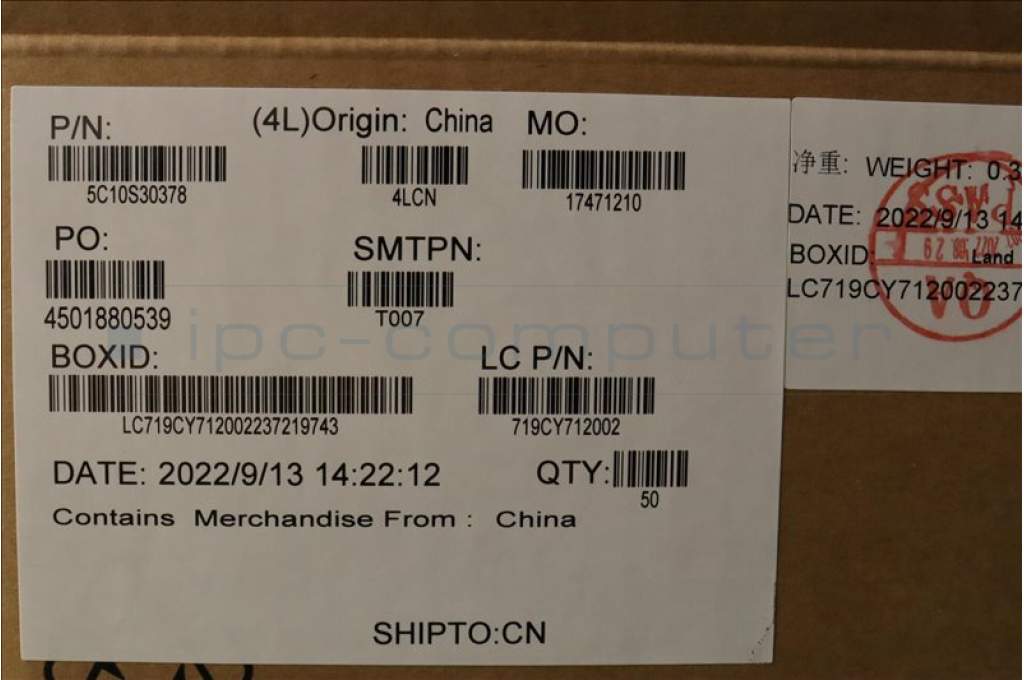 P/N:
5C10S30378
(4L)Origin: China
4LCN
MO:
17471210
PO:
4501880539
SMTPN:
T007
BOXID:
LC719CY712002237219743
LC P/N:
719CY712002
DATE: 2022/9/13 14:22:12
QTY:
50
Contains Merchandise From : China
SHIPTO:CN
净重: WEIGHT: 0.3
DATE: 2022/9/13 14
BOXID: Land
LC719CY712002237
ipc-computer